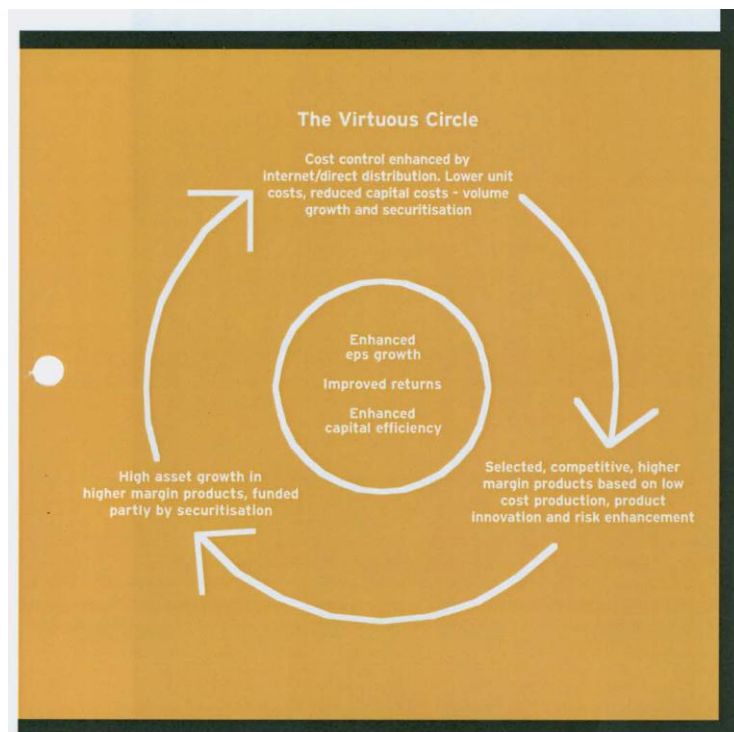 The Virtuous Circle
Cost control enhanced by
internet/direct distribution. Lower unit
costs, reduced capital costs - volume
growth and securitisation
Enhanced
eps growth
Improved returns
Enhanced
capital efficiency
Selected, competitive, higher
margin products based on low
cost production, product
innovation and risk enhancement
High asset growth in
higher margin products, funded
partly by securitisation